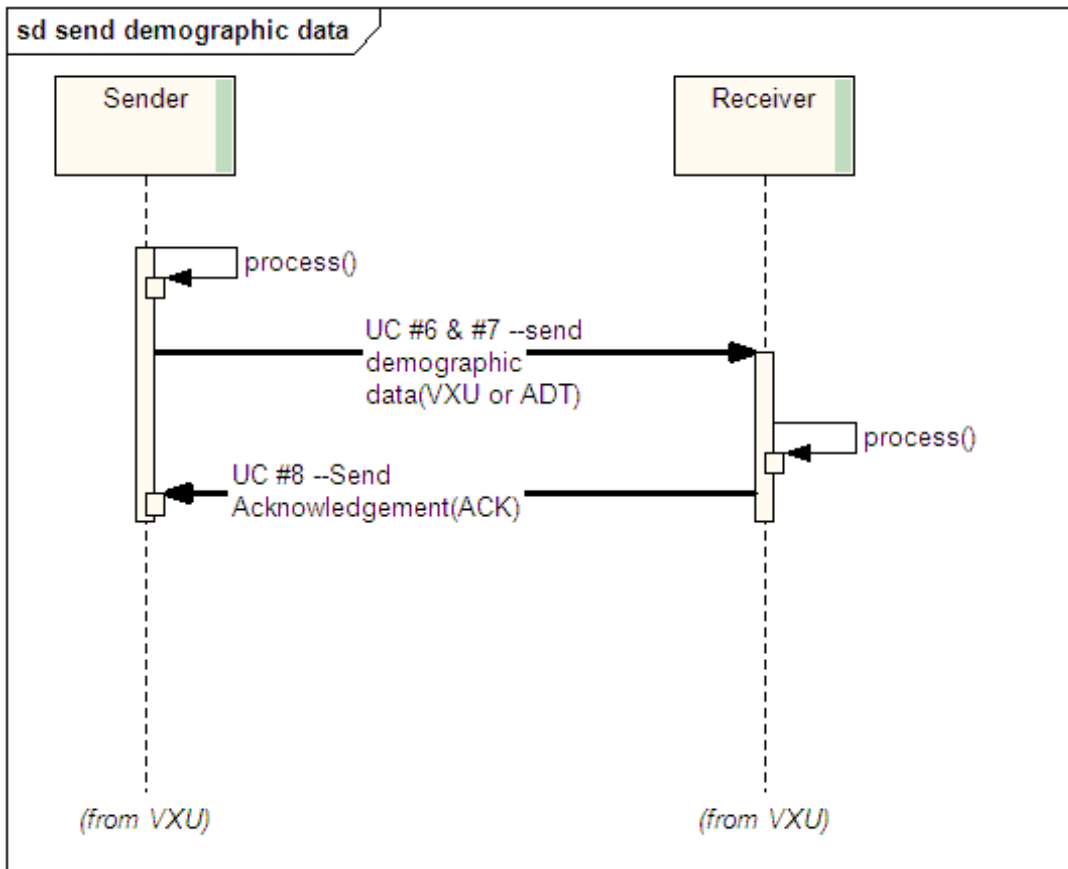 sd send demographic data
Sender
Receiver
process()
UC #6 & #7 --send
demographic
data(VXU or ADT)
process()
UC #8 --Send
Acknowledgement(ACK)
(from VXU)
(from VXU)